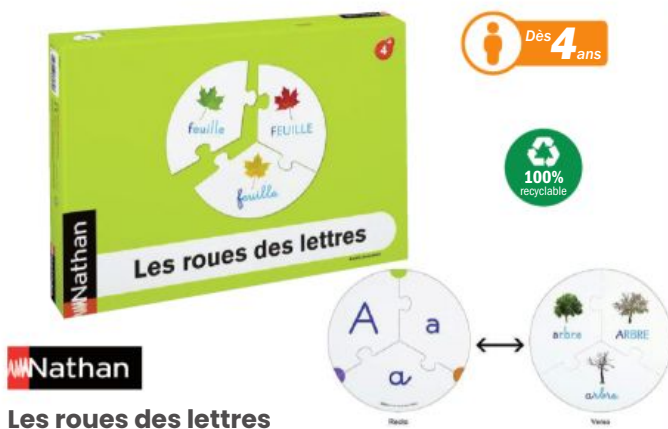 4
Dès 4 ans
feuille
FEUILLE
feuille
100%
recyclable
Nathan
Les roues des lettres
A
a
a
arbre
ARBRE
arbre
Recto
Verso
Nathan
Les roues des lettres